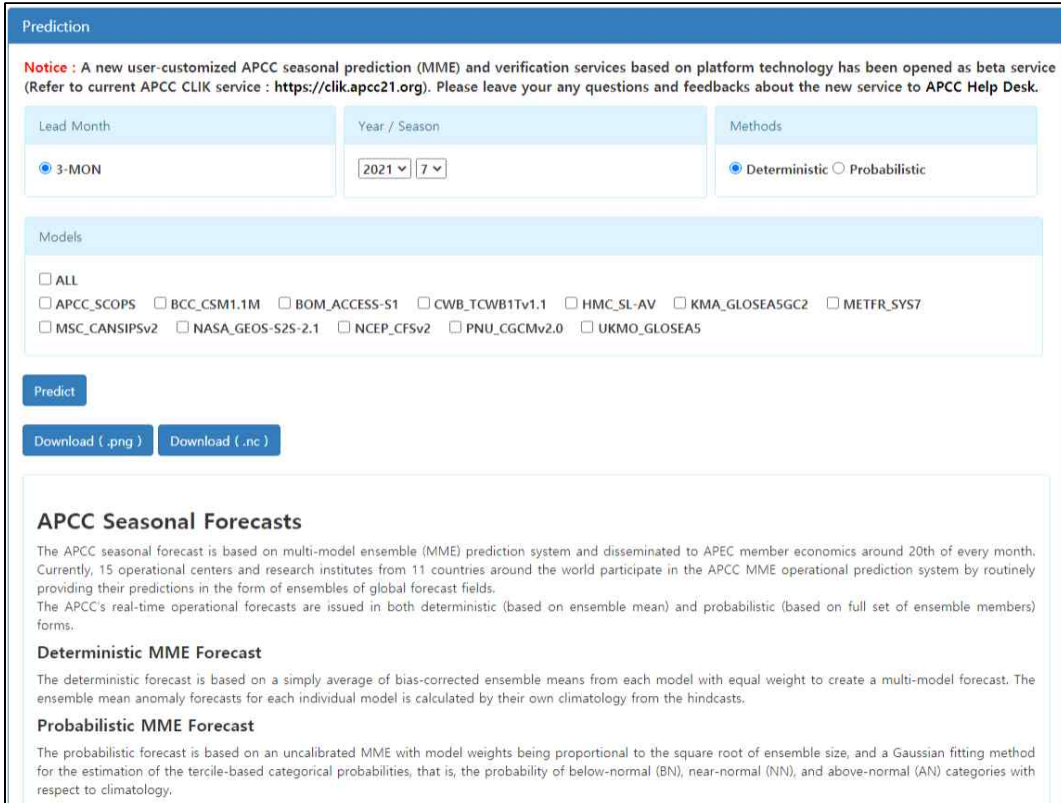 Prediction
Notice : A new user-customized APCC seasonal prediction (MME) and verification services based on platform technology has been opened as beta service
(Refer to current APCC CLIK service : https://clik.apcc21.org). Please leave your any questions and feedbacks about the new service to APCC Help Desk.
Lead Month
Year / Season
Methods
3-MON
2021 7
Deterministic Probabilistic
Models
ALL
APCC_SCOPS BCC_CSM1.1M BOM_ACCESS-S1 CWB_TCWB1Tv1.1 HMC_SL-AV KMA_GLOSEA5GC2 METFR_SYS7
MSC_CANSIPSv2 NASA_GEOS-S2S-2.1 NCEP_CFSv2 PNU_CGCMv2.0 UKMO_GLOSEA5
Predict
Download ( .png ) Download ( .nc )
APCC Seasonal Forecasts
The APCC seasonal forecast is based on multi-model ensemble (MME) prediction system and disseminated to APEC member economics around 20th of every month.
Currently, 15 operational centers and research institutes from 11 countries around the world participate in the APCC MME operational prediction system by routinely
providing their predictions in the form of ensembles of global forecast fields.
The APCC's real-time operational forecasts are issued in both deterministic (based on ensemble mean) and probabilistic (based on full set of ensemble members)
forms.
Deterministic MME Forecast
The deterministic forecast is based on a simply average of bias-corrected ensemble means from each model with equal weight to create a multi-model forecast. The
ensemble mean anomaly forecasts for each individual model is calculated by their own climatology from the hindcasts.
Probabilistic MME Forecast
The probabilistic forecast is based on an uncalibrated MME with model weights being proportional to the square root of ensemble size, and a Gaussian fitting method
for the estimation of the tercile-based categorical probabilities, that is, the probability of below-normal (BN), near-normal (NN), and above-normal (AN) categories with
respect to climatology.